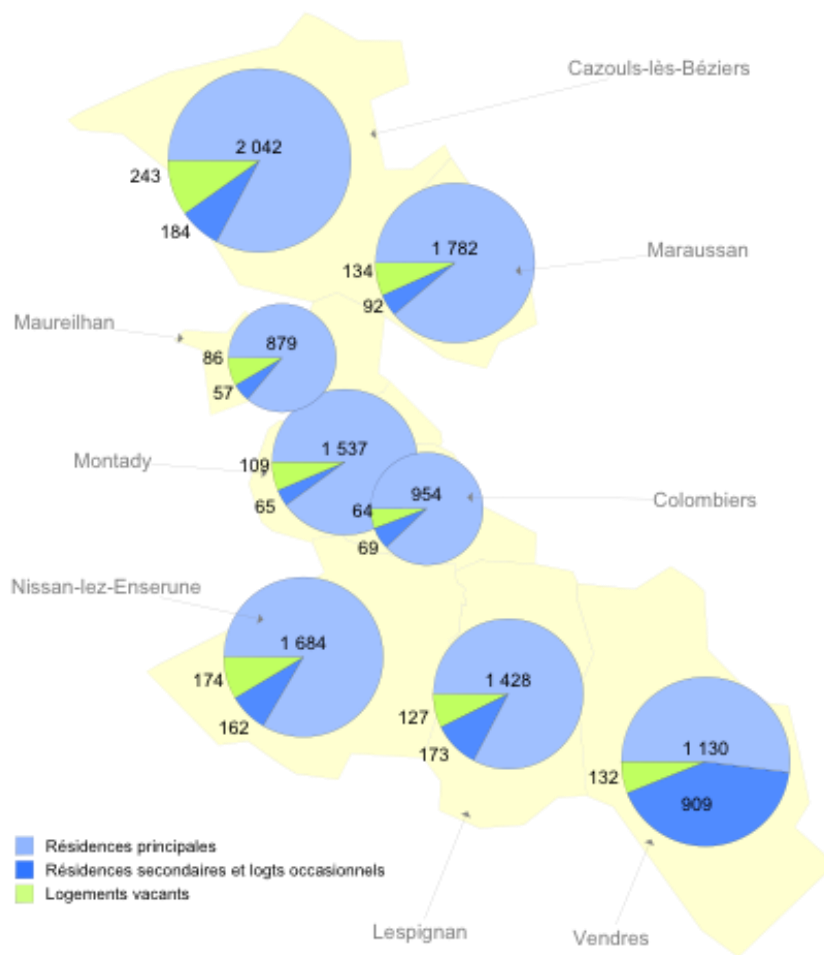 Cazouls-lès-Béziers
2 042
243
184
Maraussan
1 782
134
92
Maureilhan
879
86
57
Montady
1 537
109
65
Colombiers
954
64
69
Nissan-lez-Enserune
1 684
174
162
1 428
127
173
1 130
132
909
Résidences principales
Résidences secondaires et logts occasionnels
Logements vacants
Lespignan
Vendres